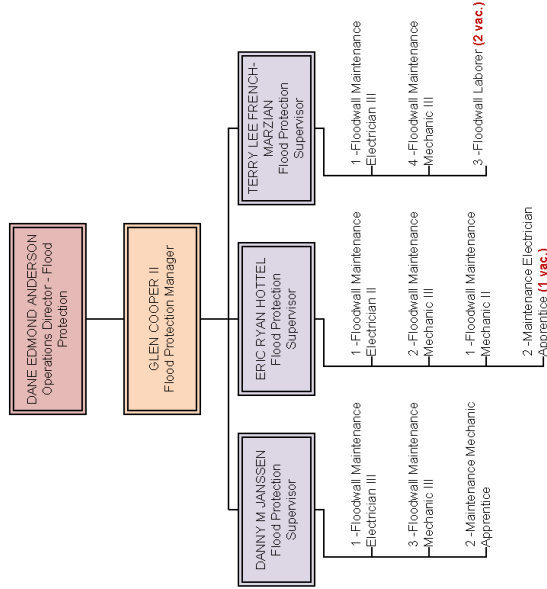 DANE EDMOND ANDERSON
Operations Director - Flood
Protection
GLEN COOPER II
Flood Protection Manager
DANNY M JANSSEN
Flood Protection
Supervisor
1 -Floodwall Maintenance
Electrician III
3 -Floodwall Maintenance
Mechanic III
2 -Maintenance Mechanic
Apprentice
ERIC RYAN HOTTEL
Flood Protection
Supervisor
1 -Floodwall Maintenance
Electrician II
2 -Floodwall Maintenance
Mechanic III
1 -Floodwall Maintenance
Mechanic II
2 -Maintenance Electrician
Apprentice (1 vac.)
TERRY LEE FRENCH-
MARZIAN
Flood Protection
Supervisor
1 -Floodwall Maintenance
Electrician III
4 -Floodwall Maintenance
Mechanic III
3 -Floodwall Laborer (2 vac.)